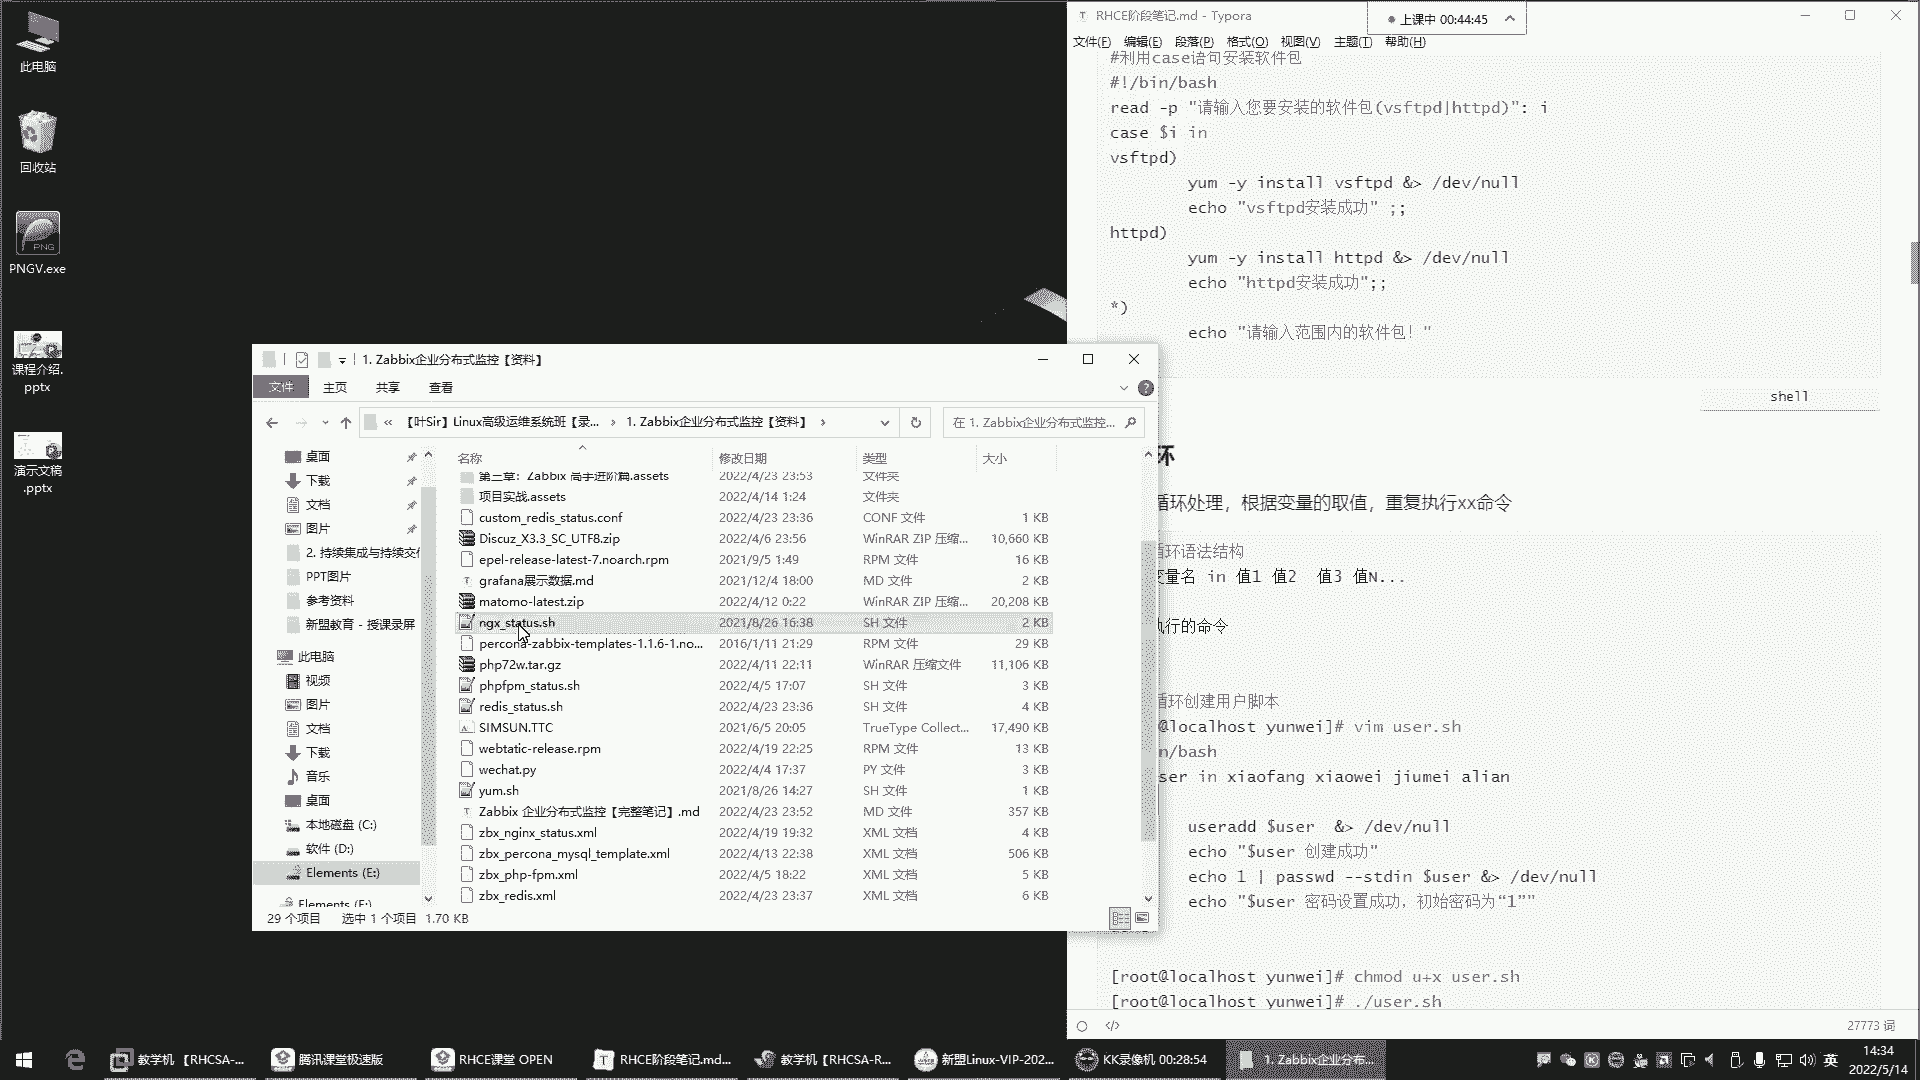 此电脑
回收站
PNG
PNGV.exe
课程介绍.
pptx
演示文稿
.pptx
RHCE阶段笔记.md - Typora
上课中 00:44:45
文件(F) 编辑(E) 段落(P) 格式(O) 视图(V) 主题(T) 帮助(H)
#利用case语句安装软件包
#!/bin/bash
read -p "请输入您要安装的软件包(vsftpd|httpd)": i
case $i in
vsftpd)
yum -y install vsftpd &> /dev/null
echo "vsftpd安装成功" ;;
httpd)
yum -y install httpd &> /dev/null
echo "httpd安装成功";;
*)
echo "请输入范围内的软件包！"
shell
环
循环处理，根据变量的取值，重复执行xx命令
循环语法结构
变量名 in 值1 值2 值3 值N...
执行的命令
循环创建用户脚本
@localhost yunwei]# vim user.sh
n/bash
ser in xiaofang xiaowei jiumei alian
useradd $user &> /dev/null
echo "$user 创建成功"
echo 1 | passwd --stdin $user &> /dev/null
echo "$user 密码设置成功，初始密码为“1”"
[root@localhost yunwei]# chmod u+x user.sh
[root@localhost yunwei]# ./user.sh
27773 词
1. Zabbix企业分布式监控【资料】
文件 主页 共享 查看
« 【叶Sir】Linux高级运维系统班【录... › 1. Zabbix企业分布式监控【资料】 ›
在 1. Zabbix企业分布式监控...
桌面
下载
文档
图片
2. 持续集成与持续交付
PPT图片
参考资料
新盟教育 - 授课录屏
此电脑
视频
图片
文档
下载
音乐
桌面
本地磁盘 (C:)
软件 (D:)
Elements (E:)
Elements (E:)
名称 修改日期 类型 大小
第三章：Zabbix 高手进阶篇.assets 2022/4/23 23:53 文件夹
项目实战.assets 2022/4/14 1:24 文件夹
custom_redis_status.conf 2022/4/23 23:36 CONF 文件 1 KB
Discuz_X3.3_SC_UTF8.zip 2022/4/6 23:56 WinRAR ZIP 压缩... 10,660 KB
epel-release-latest-7.noarch.rpm 2021/9/5 1:49 RPM 文件 16 KB
grafana展示数据.md 2021/12/4 18:00 MD 文件 2 KB
matomo-latest.zip 2022/4/12 0:22 WinRAR ZIP 压缩... 20,208 KB
ngx_status.sh 2021/8/26 16:38 SH 文件 2 KB
percona-zabbix-templates-1.1.6-1.no... 2016/1/11 21:29 RPM 文件 29 KB
php72w.tar.gz 2022/4/11 22:11 WinRAR 压缩文件 11,106 KB
phpfpm_status.sh 2022/4/5 17:07 SH 文件 3 KB
redis_status.sh 2022/4/23 23:36 SH 文件 4 KB
SIMSUN.TTC 2021/6/5 20:05 TrueType Collect... 17,490 KB
webtatic-release.rpm 2022/4/19 22:25 RPM 文件 13 KB
wechat.py 2022/4/4 17:37 PY 文件 3 KB
yum.sh 2021/8/26 14:27 SH 文件 1 KB
Zabbix 企业分布式监控【完整笔记】.md 2022/4/23 23:52 MD 文件 357 KB
zbx_nginx_status.xml 2022/4/19 19:32 XML 文档 4 KB
zbx_percona_mysql_template.xml 2022/4/13 22:38 XML 文档 506 KB
zbx_php-fpm.xml 2022/4/5 18:22 XML 文档 5 KB
zbx_redis.xml 2022/4/23 23:37 XML 文档 6 KB
29 个项目 选中 1 个项目 1.70 KB
教学机 【RHCSA-...
腾讯课堂极速版
RHCE课堂 OPEN
RHCE阶段笔记.md...
教学机【RHCSA-R...
新盟Linux-VIP-202...
KK录像机 00:28:54
1. Zabbix企业分布...
英
14:34
2022/5/14